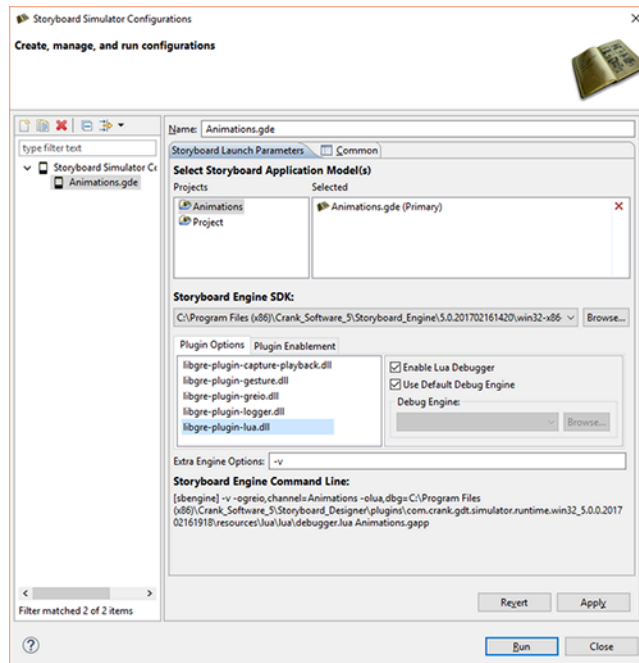 Storyboard Simulator Configurations
Create, manage, and run configurations
type filter text
Storyboard Simulator Cε
Animations.gde
Filter matched 2 of 2 items
Name: Animations.gde
Storyboard Launch Parameters
Common
Select Storyboard Application Model(s)
Projects
Selected
Animations
Project
Animations.gde (Primary)
Storyboard Engine SDK:
C:\Program Files (x86)\Crank_Software_5\Storyboard_Engine\5.0.201702161420\win32-x86-
Browse...
Plugin Options
Plugin Enablement
libgre-plugin-capture-playback.dll
libgre-plugin-gesture.dll
libgre-plugin-greio.dll
libgre-plugin-logger.dll
libgre-plugin-lua.dll
Enable Lua Debugger
Use Default Debug Engine
Debug Engine:
Browse...
Extra Engine Options: -v
Storyboard Engine Command Line:
[sbengine] -v -ogreio,channel=Animations -olua,dbg=C:\Program Files
(x86)\Crank_Software_5\Storyboard_Designer\plugins\com.crank.gdt.simulator.runtime.win32_5.0.0.2017
02161918\resources\lua\lua\debugger.lua Animations.gapp
Revert
Apply
Run
Close